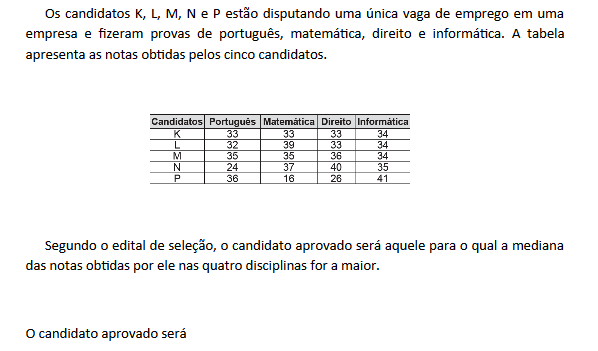 Os candidatos K, L, M, N e P estão disputando uma única vaga de emprego em uma
empresa e fizeram provas de português, matemática, direito e informática. A tabela
apresenta as notas obtidas pelos cinco candidatos.
Candidatos Português Matemática Direito Informática
K 33 33 33 34
L 32 39 33 34
M 35 35 36 34
N 24 37 40 35
P 36 16 26 41
Segundo o edital de seleção, o candidato aprovado será aquele para o qual a mediana
das notas obtidas por ele nas quatro disciplinas for a maior.
O candidato aprovado será